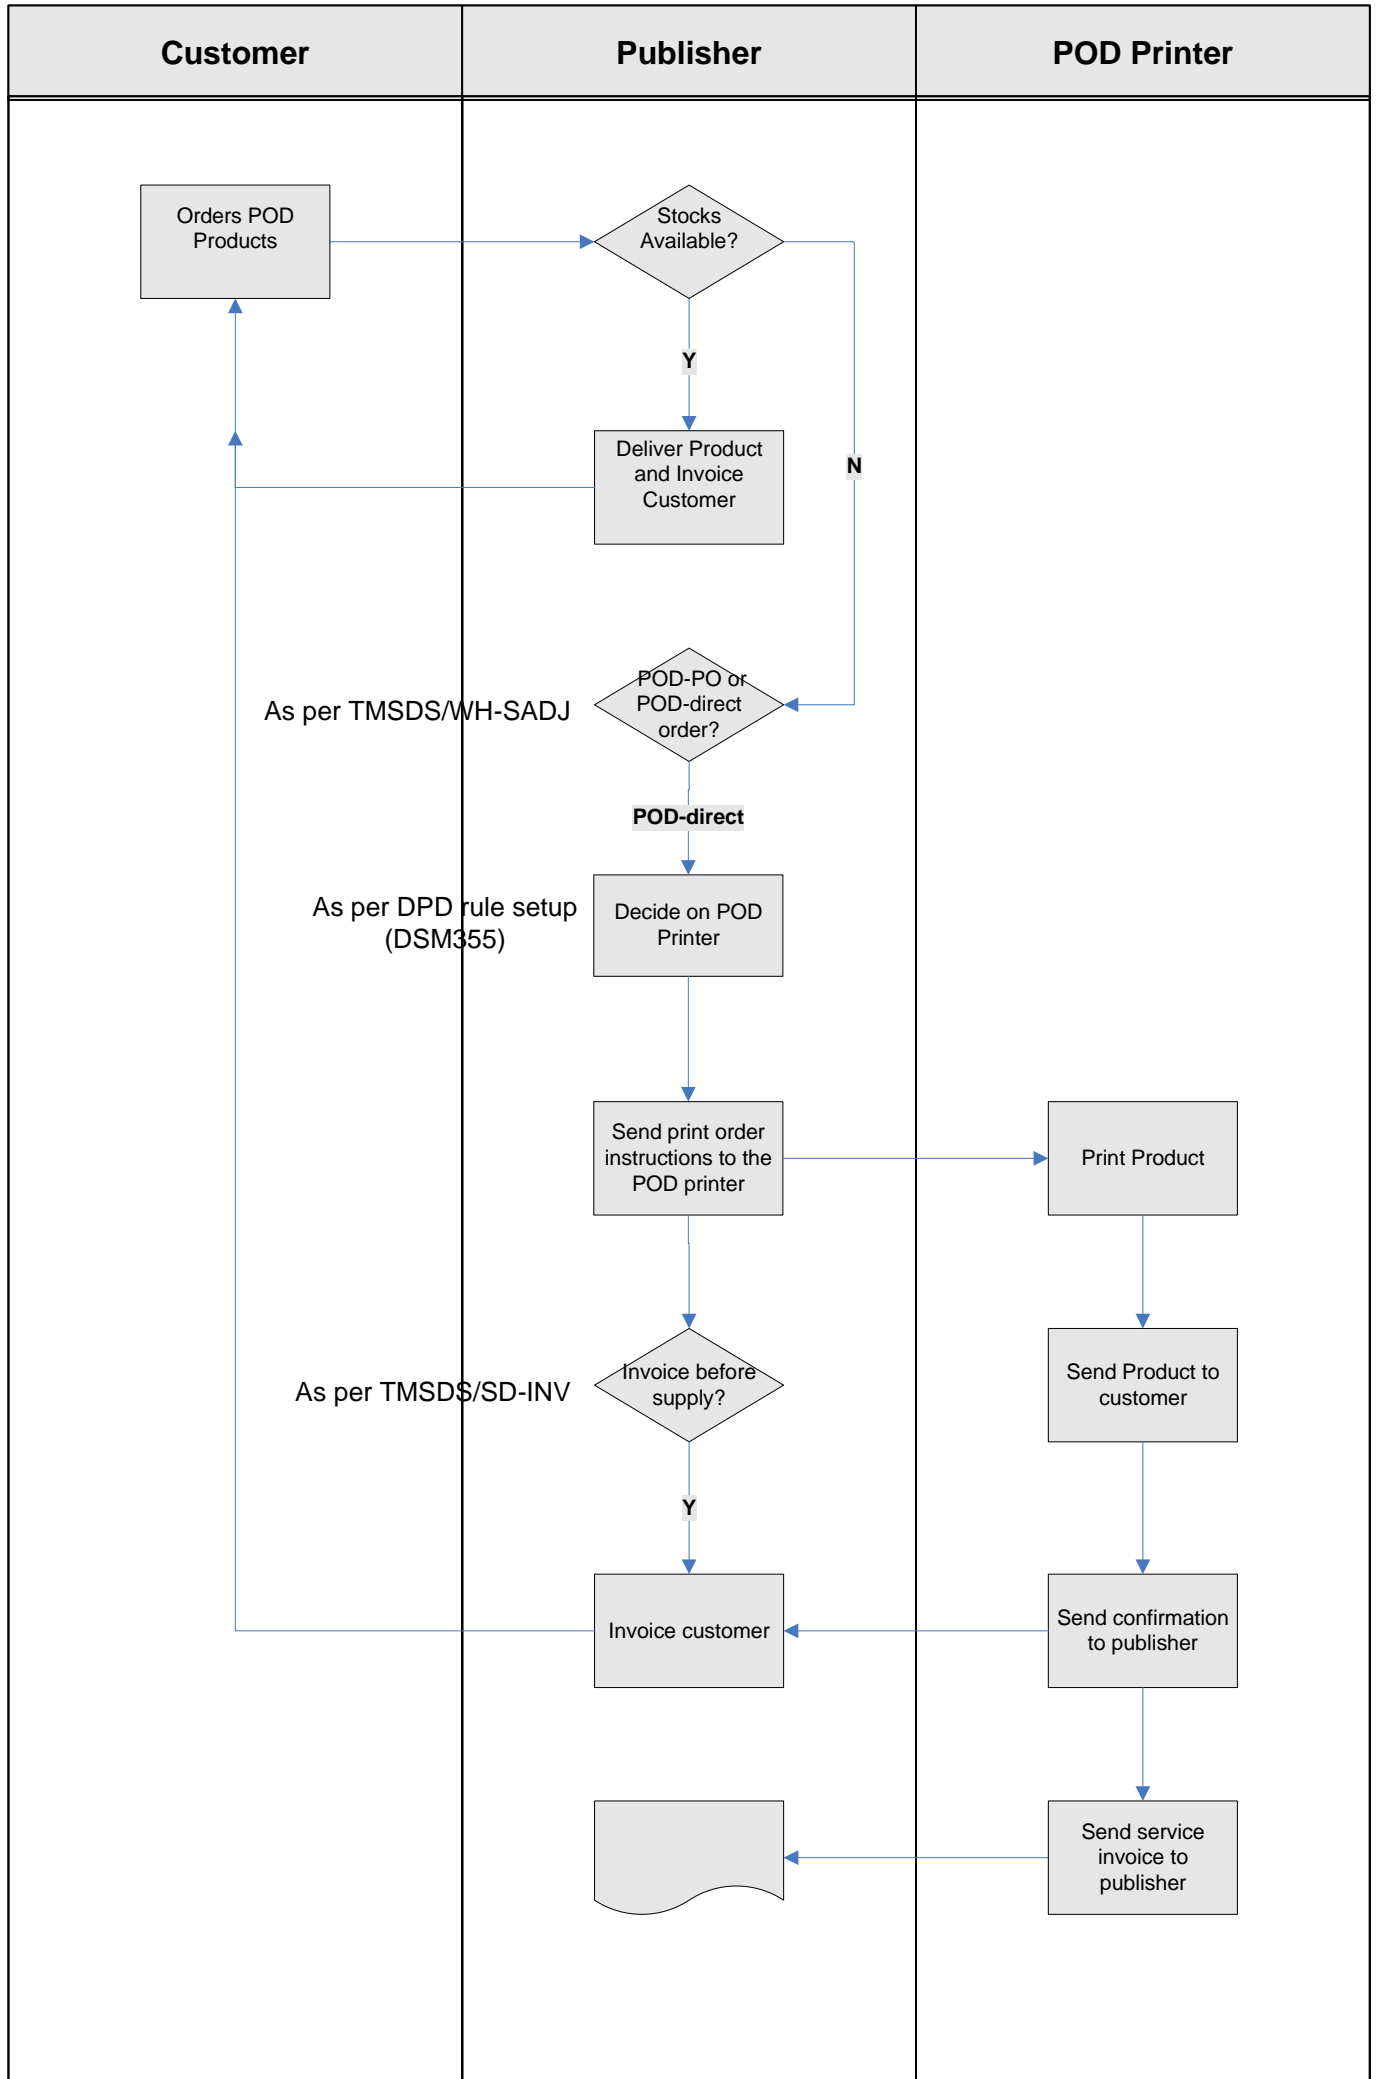 Customer
Publisher
POD Printer
Orders POD
Products
Stocks
Available?
Y
N
Deliver Product
and Invoice
Customer
As per TMSDS/WH-SADJ
POD-PO or
POD-direct
order?
POD-direct
As per DPD rule setup
(DSM355)
Decide on POD
Printer
Send print order
instructions to the
POD printer
Print Product
As per TMSDS/SD-INV
Invoice before
supply?
Send Product to
customer
Y
Invoice customer
Send confirmation
to publisher
Send service
invoice to
publisher